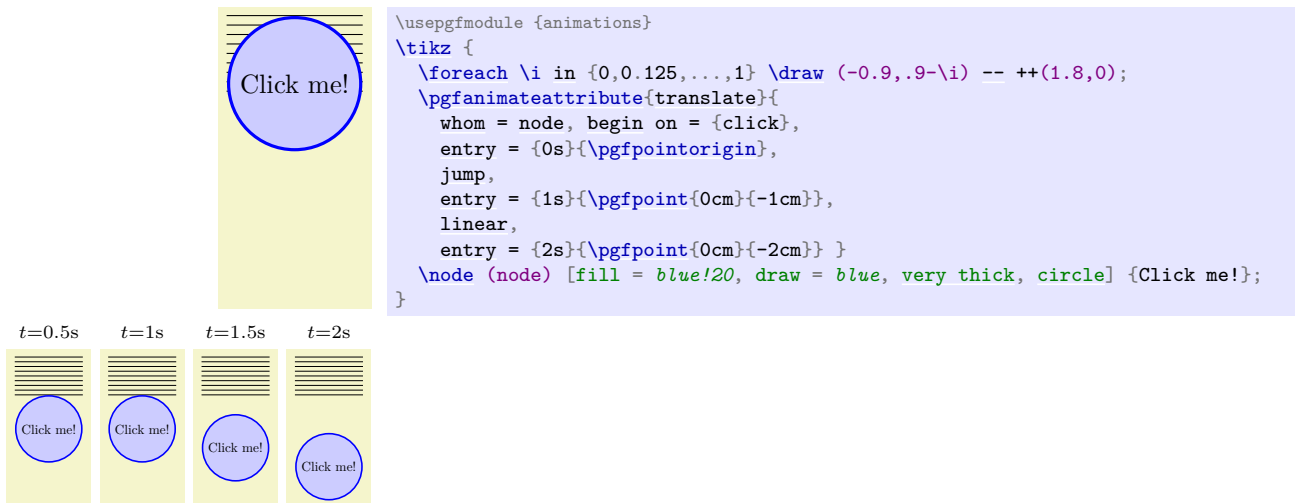 Click me!
\usepgfmodule {animations}
\tikz {
  \foreach \i in {0,0.125,...,1} \draw (-0.9,.9-\i) -- ++(1.8,0);
  \pgfanimateattribute{translate}{
    whom = node, begin on = {click},
    entry = {0s}{\pgfpointorigin},
    jump,
    entry = {1s}{\pgfpoint{0cm}{-1cm}},
    linear,
    entry = {2s}{\pgfpoint{0cm}{-2cm}} }
  \node (node) [fill = blue!20, draw = blue, very thick, circle] {Click me!};
}
t=0.5s t=1s t=1.5s t=2s
Click me! Click me! Click me! Click me!